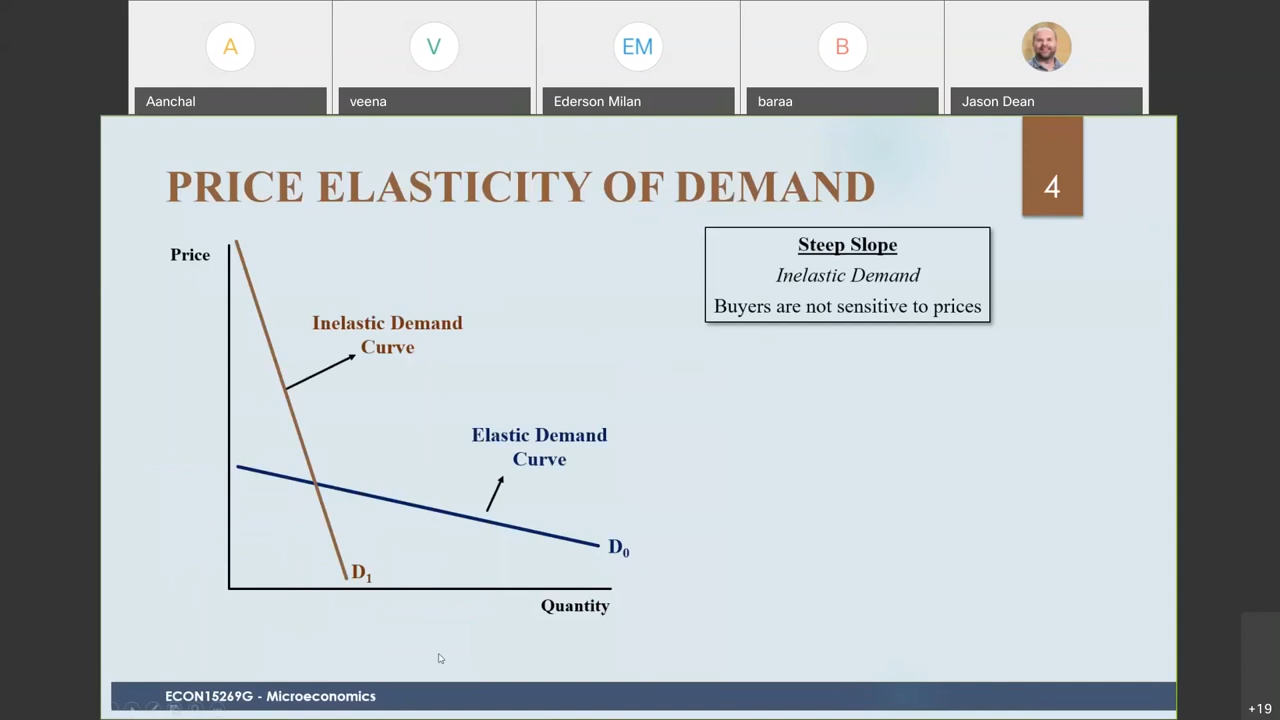 A
V
EM
B
Aanchal
veena
Ederson Milan
baraa
Jason Dean
PRICE ELASTICITY OF DEMAND
4
Price
Steep Slope
Inelastic Demand
Buyers are not sensitive to prices
Inelastic Demand
Curve
Elastic Demand
Curve
D0
D1
Quantity
ECON15269G - Microeconomics
+19